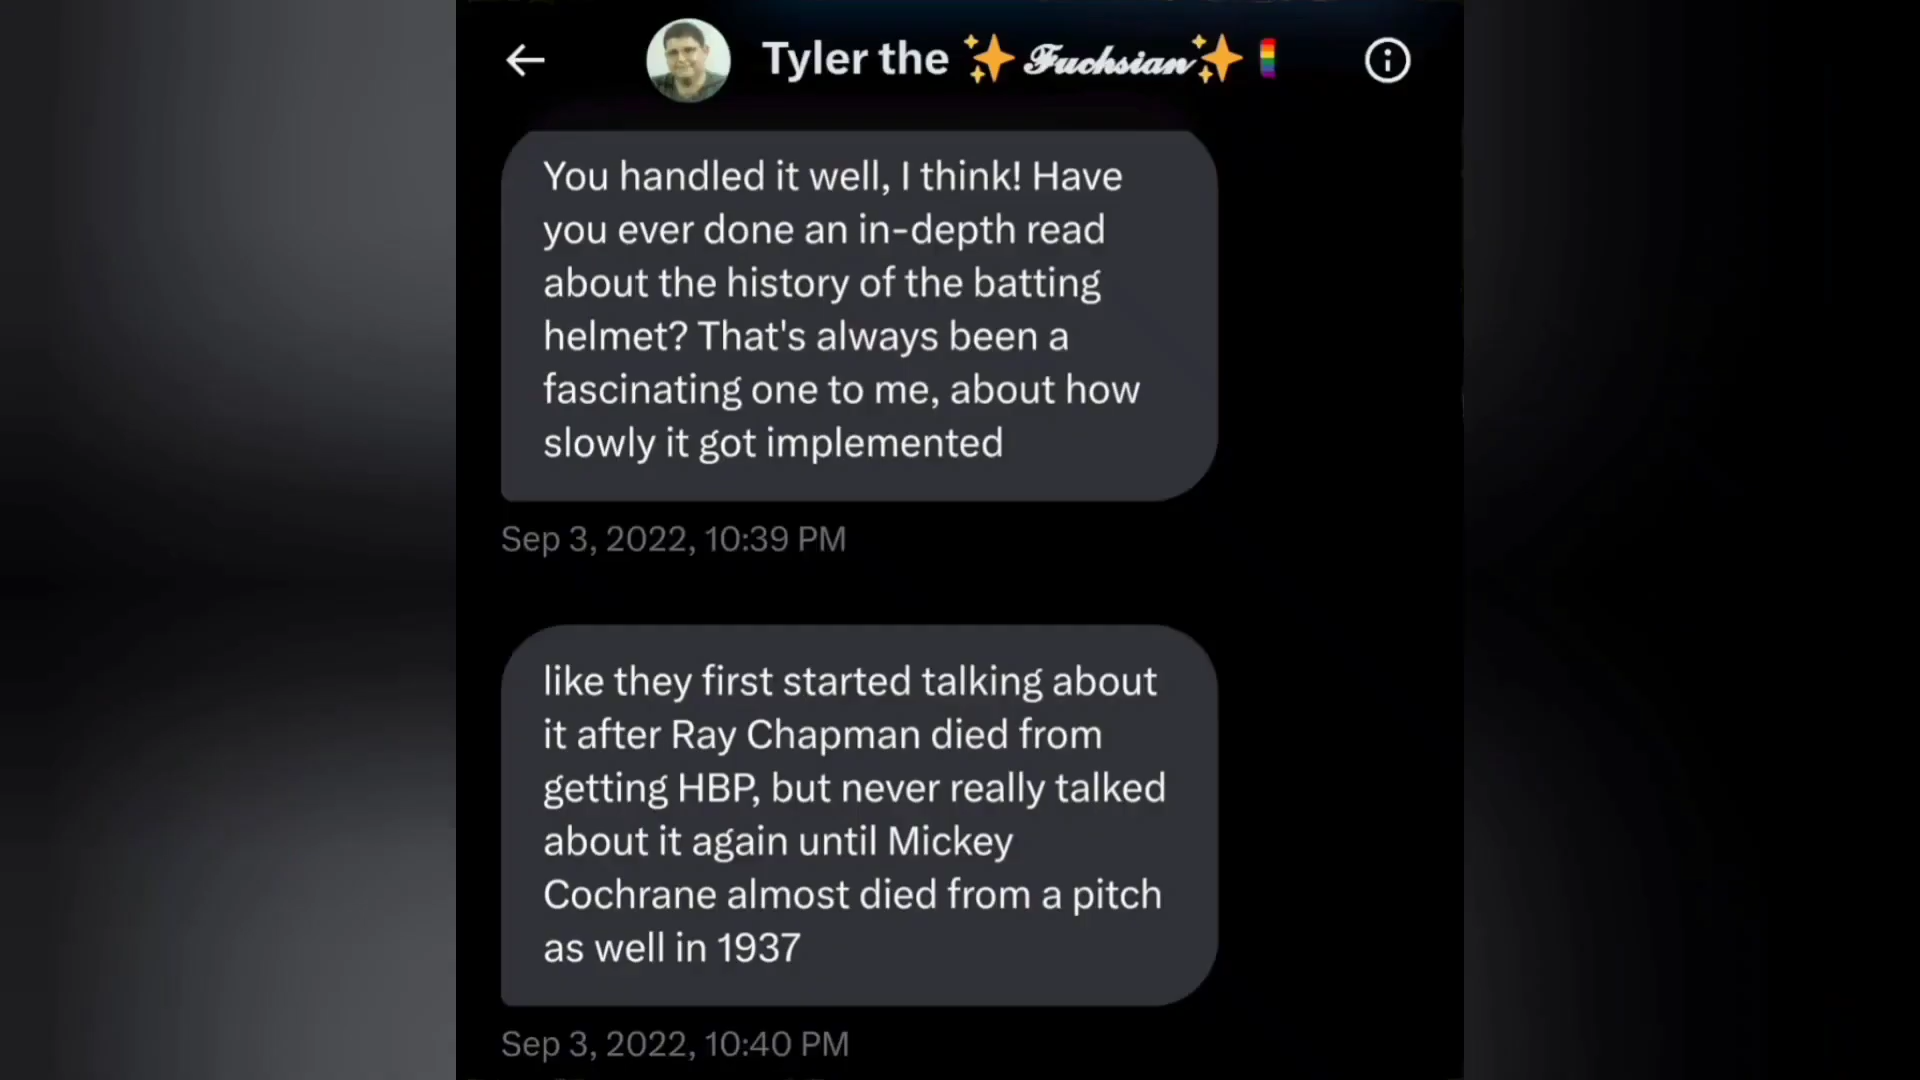 Tyler the ✨𝓕𝓾𝓬𝓱𝓼𝓲𝓪𝓷✨
You handled it well, I think! Have
you ever done an in-depth read
about the history of the batting
helmet? That's always been a
fascinating one to me, about how
slowly it got implemented
Sep 3, 2022, 10:39 PM
like they first started talking about
it after Ray Chapman died from
getting HBP, but never really talked
about it again until Mickey
Cochrane almost died from a pitch
as well in 1937
Sep 3, 2022, 10:40 PM